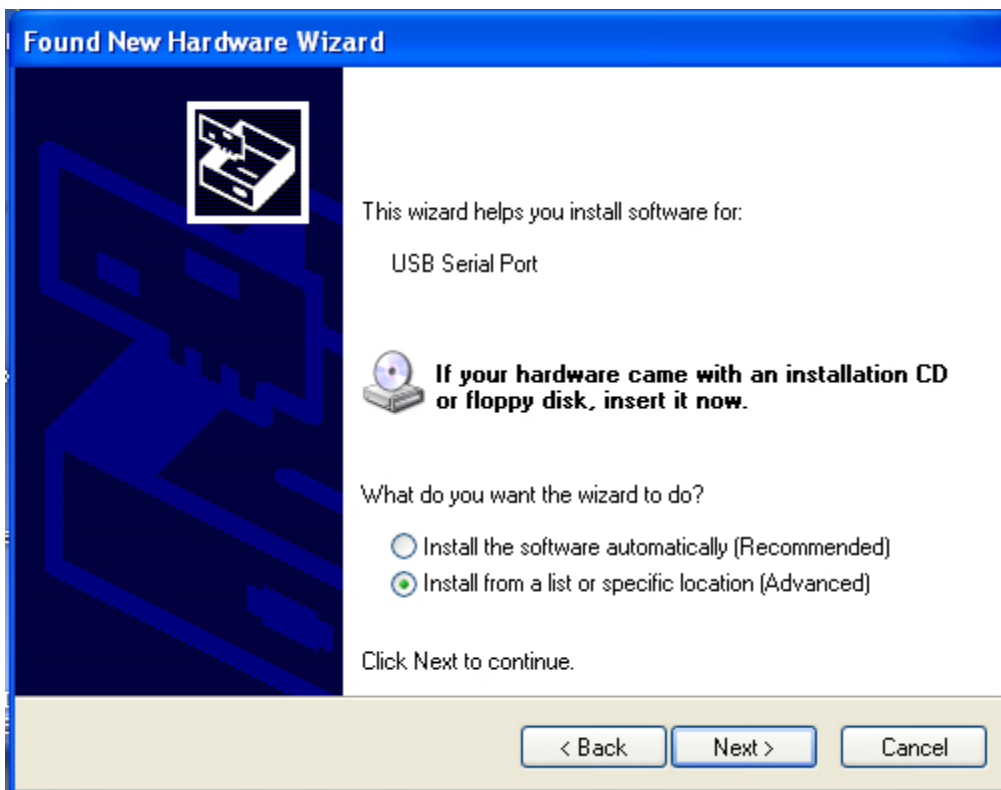 Found New Hardware Wizard
This wizard helps you install software for:
USB Serial Port
If your hardware came with an installation CD
or floppy disk, insert it now.
What do you want the wizard to do?
Install the software automatically (Recommended)
Install from a list or specific location (Advanced)
Click Next to continue.
< Back
Next >
Cancel